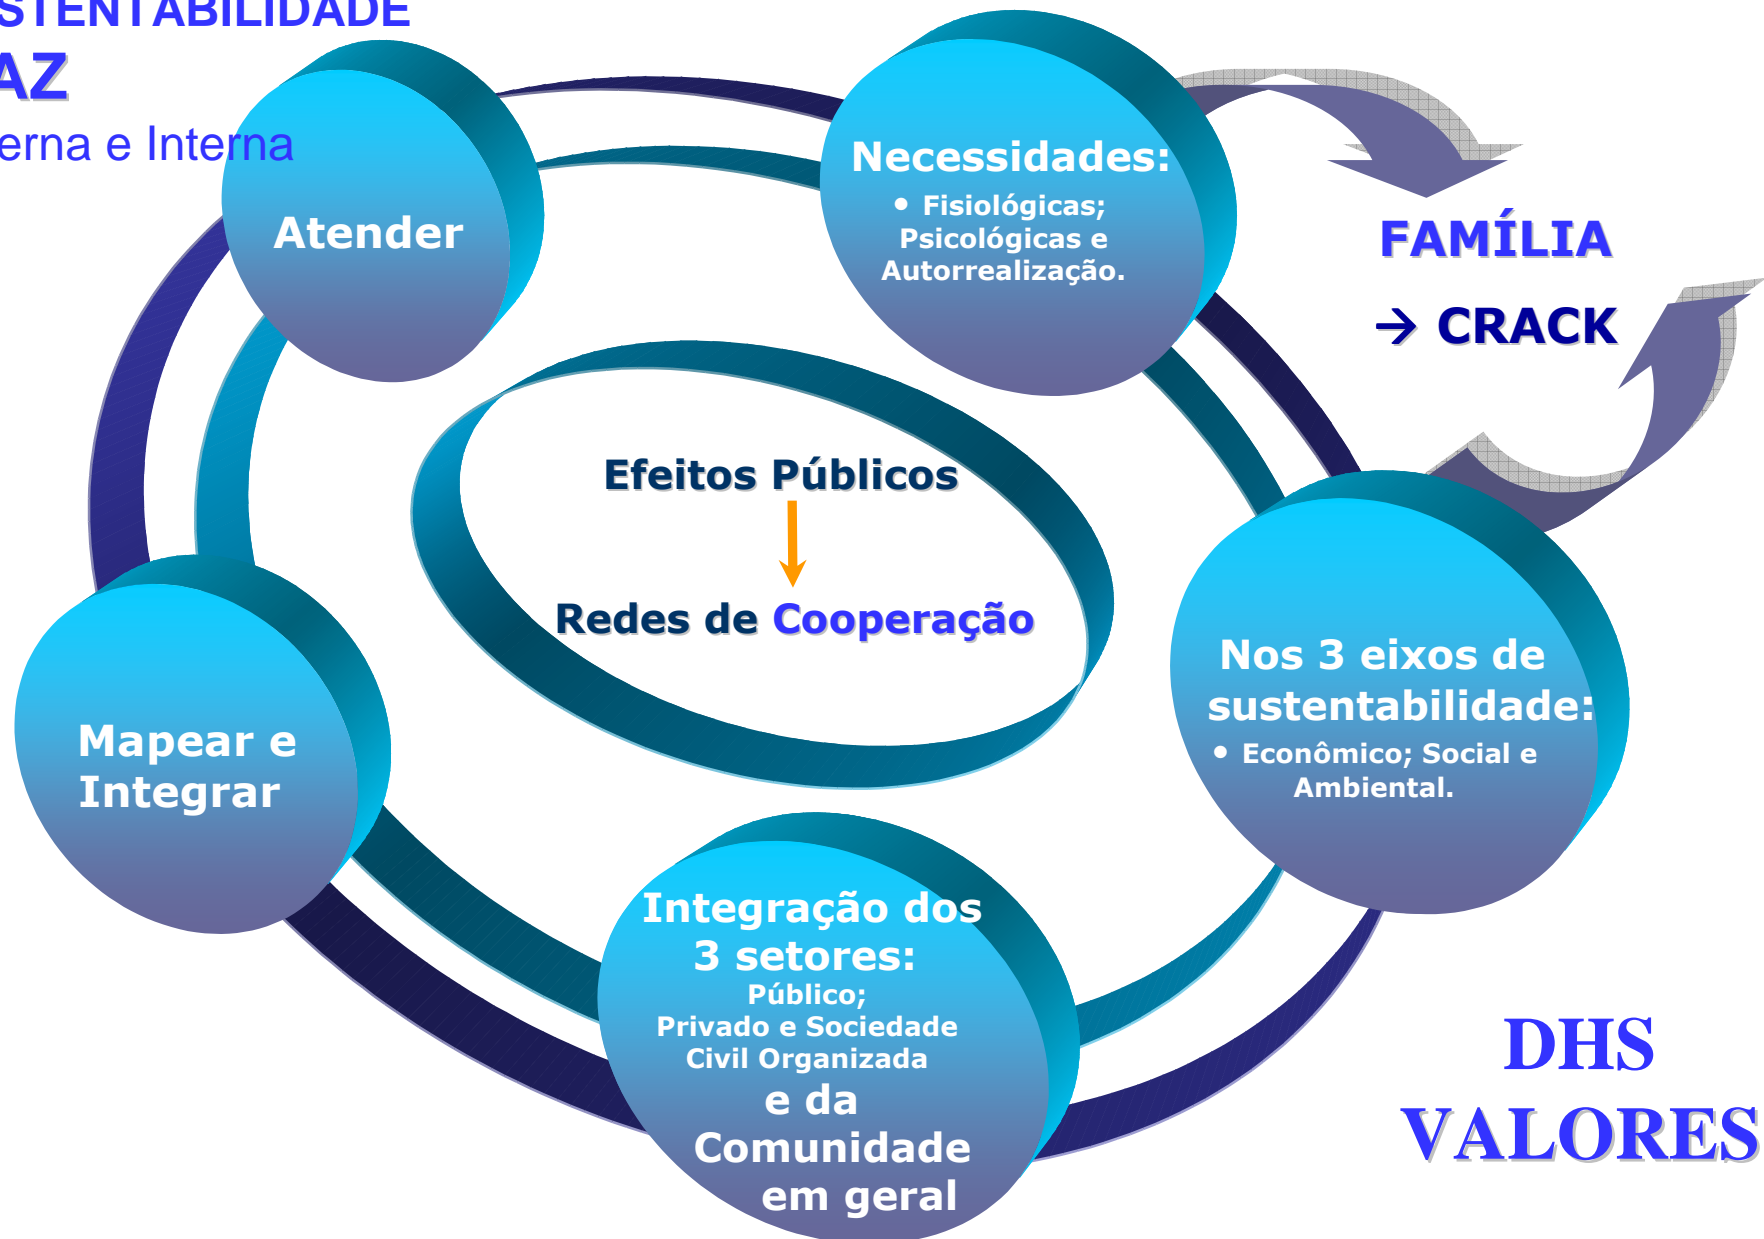 STENTABILIDADE
AZ
erna e Interna
Atender
Necessidades:
• Fisiológicas;
Psicológicas e
Autorrealização.
FAMÍLIA
→ CRACK
Efeitos Públicos
Redes de Cooperação
Nos 3 eixos de
sustentabilidade:
• Econômico; Social e
Ambiental.
Mapear e
Integrar
Integração dos
3 setores:
Público;
Privado e Sociedade
Civil Organizada
e da
Comunidade
em geral
DHS
VALORES